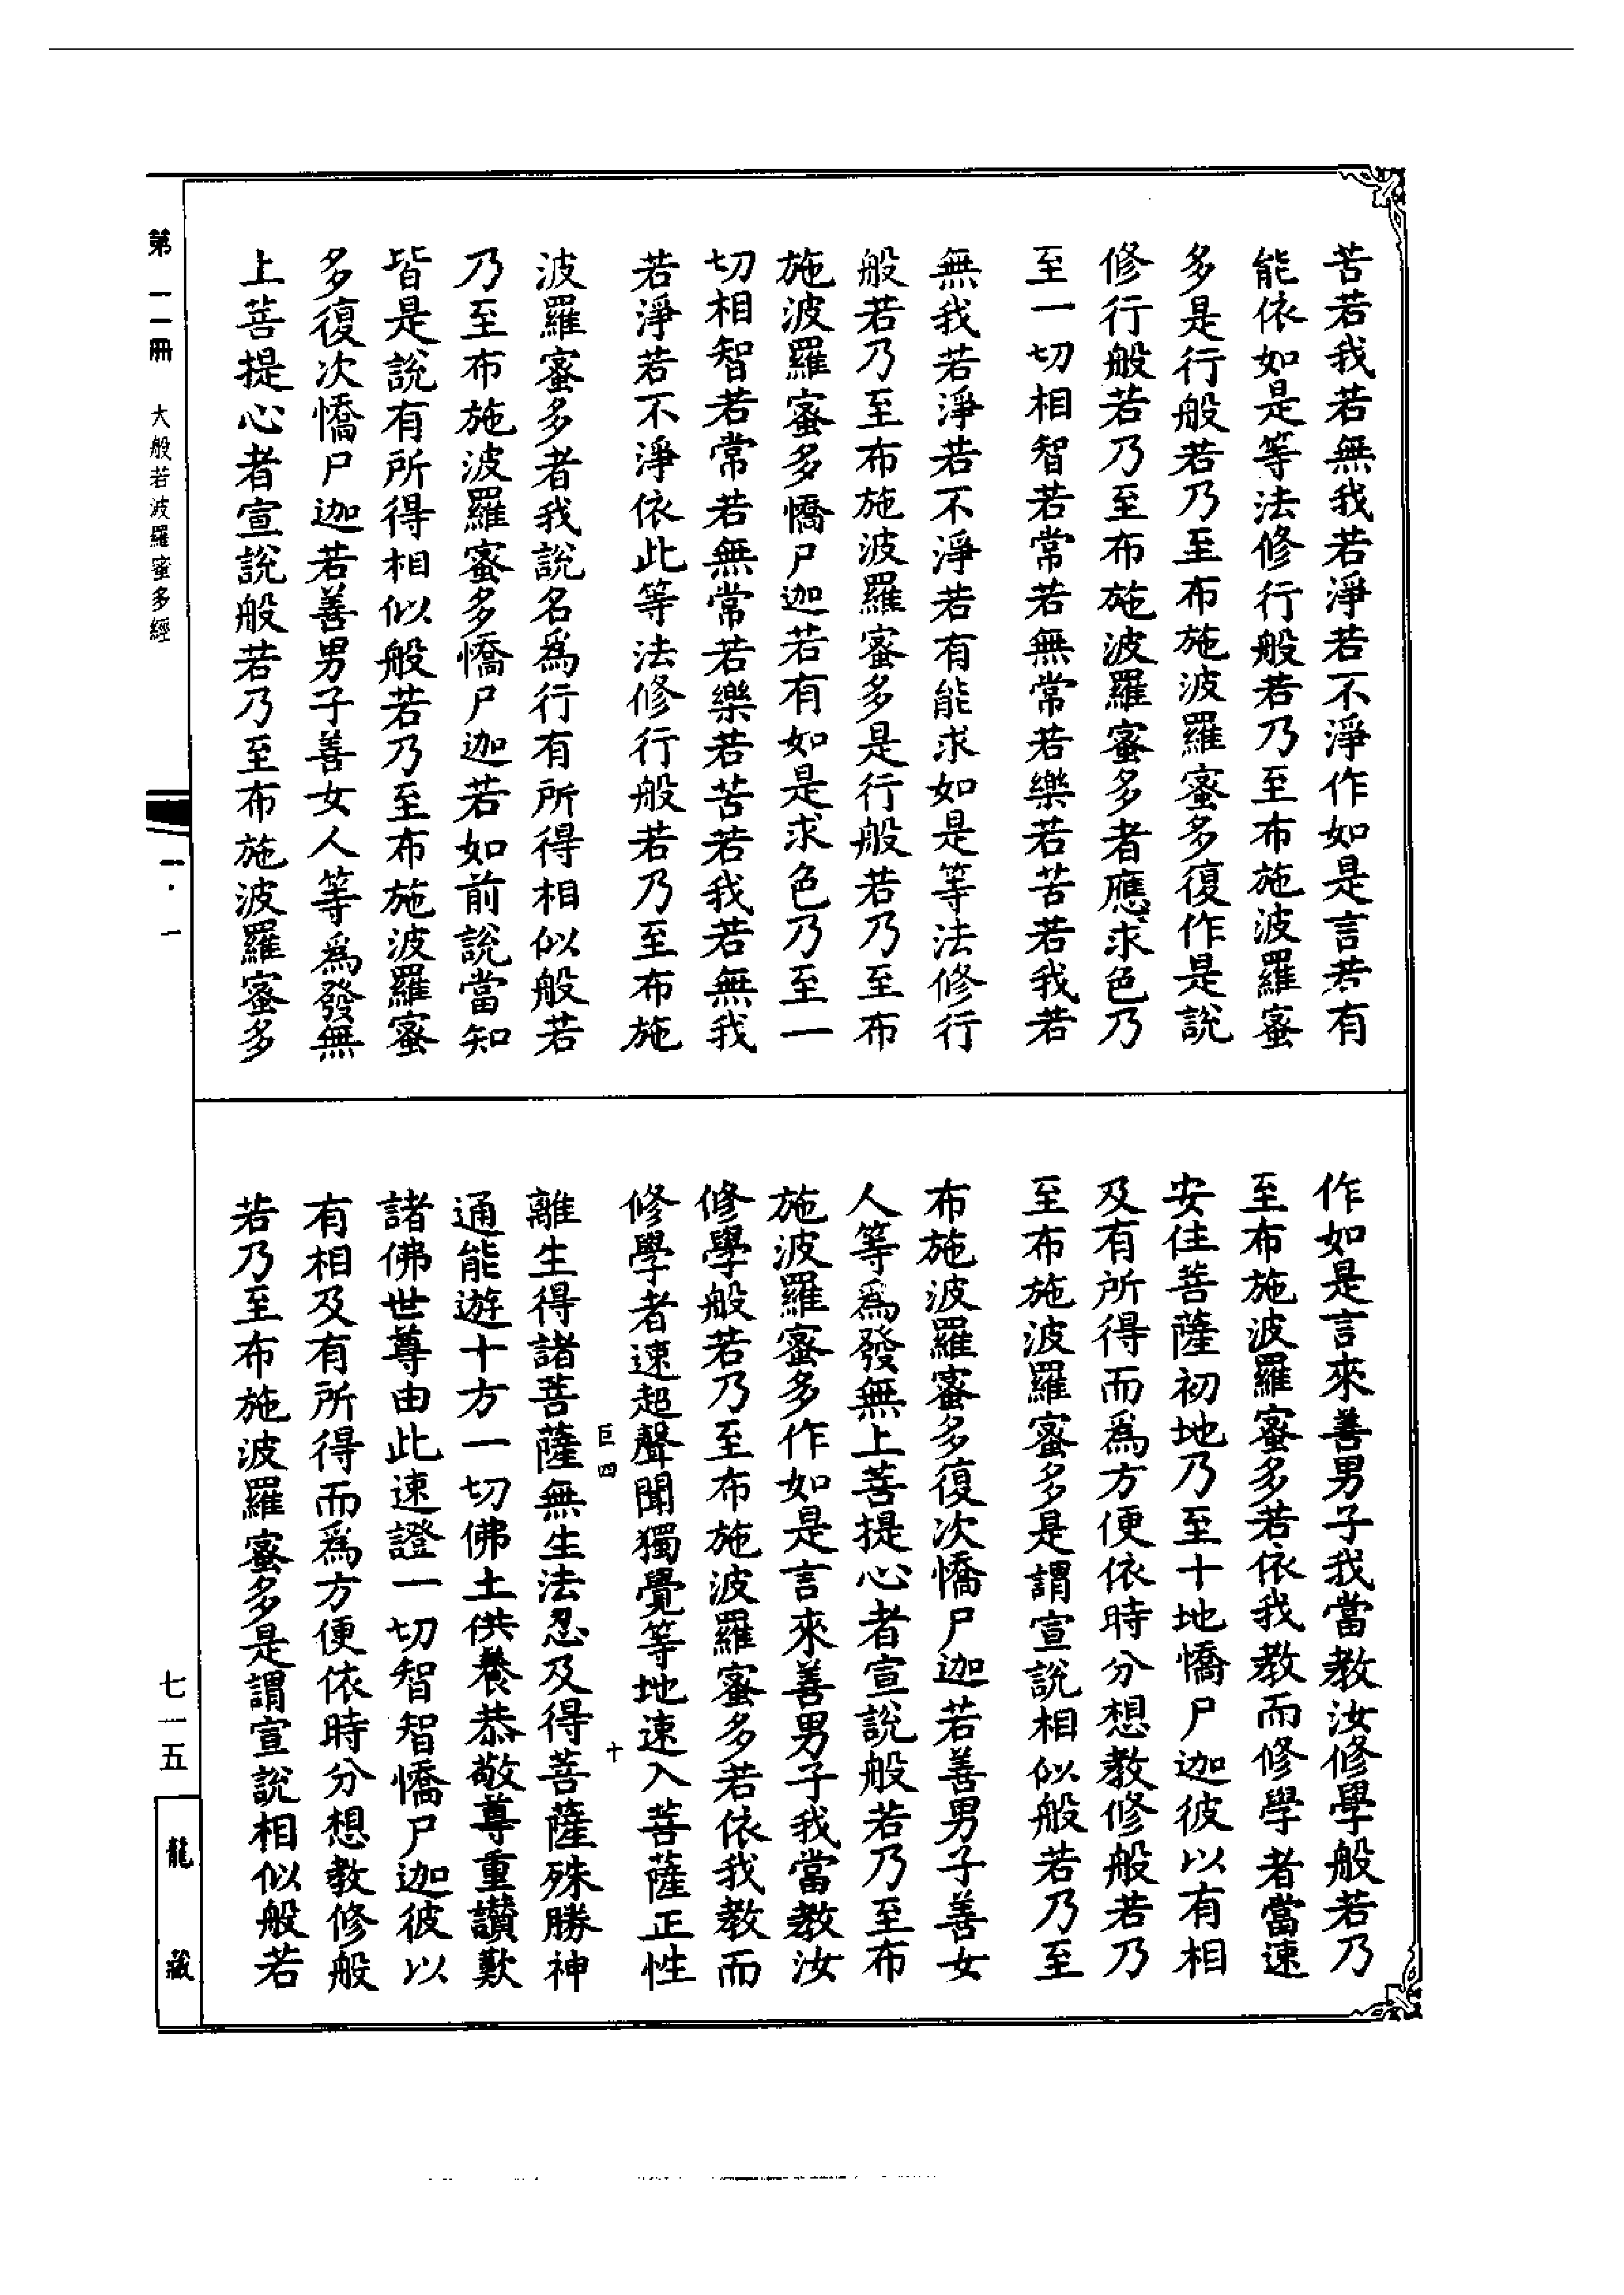 苦若我若無我若淨若不淨作如是言若有
能依如是等法修行般若乃至布施波羅蜜
多是行般若乃至布施波羅蜜多復作是說
修行般若乃至布施波羅蜜多者應求色乃
至一切相智若常若無常若樂若苦若我若
無我若淨若不淨若有能求如是等法修行
般若乃至布施波羅蜜多是行般若乃至布
施波羅蜜多憍尸迦若有如是求色乃至一
切相智若常若無常若樂若苦若我若無我
若淨若不淨依此等法修行般若乃至布施
波羅蜜多者我說名爲行有所得相似般若
乃至布施波羅蜜多憍尸迦若如前說當知
皆是說有所得相似般若乃至布施波羅蜜
多復次憍尸迦若善男子善女人等爲發無
上菩提心者宣說般若乃至布施波羅蜜多
作如是言來善男子我當教汝修學般若乃
至布施波羅蜜多若依我教而修學者當速
安住菩薩初地乃至十地憍尸迦彼以有相
及有所得而爲方便依時分想教修般若乃
至布施波羅蜜多是謂宣說相似般若乃至
布施波羅蜜多復次憍尸迦若善男子善女
人等爲發無上菩提心者宣說般若乃至布
施波羅蜜多作如是言來善男子我當教汝
修學般若乃至布施波羅蜜多若依我教而
修學者速超聲聞獨覺等地速入菩薩正性
巨四 十
離生得諸菩薩無生法忍及得菩薩殊勝神
通能遊十方一切佛土供養恭敬尊重讚歎
諸佛世尊由此速證一切智智憍尸迦彼以
有相及有所得而爲方便依時分想教修般
若乃至布施波羅蜜多是謂宣說相似般若
第二冊 大般若波羅蜜多經
七一五
龍藏